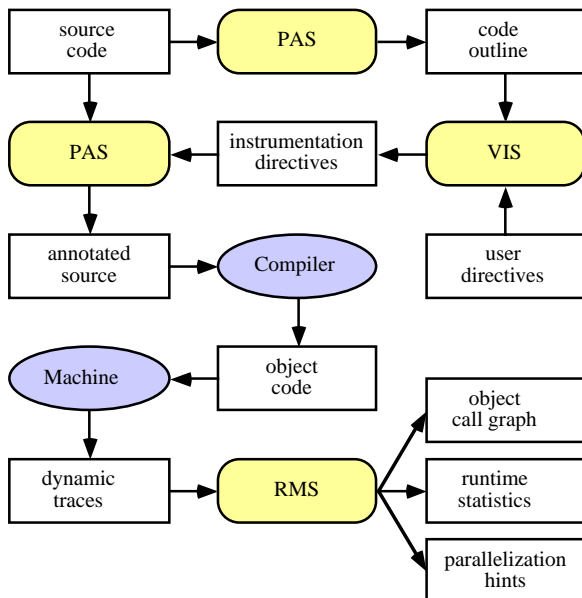 source
code
PAS
code
outline
PAS
instrumentation
directives
VIS
annotated
source
Compiler
user
directives
Machine
object
code
object
call graph
dynamic
traces
RMS
runtime
statistics
parallelization
hints